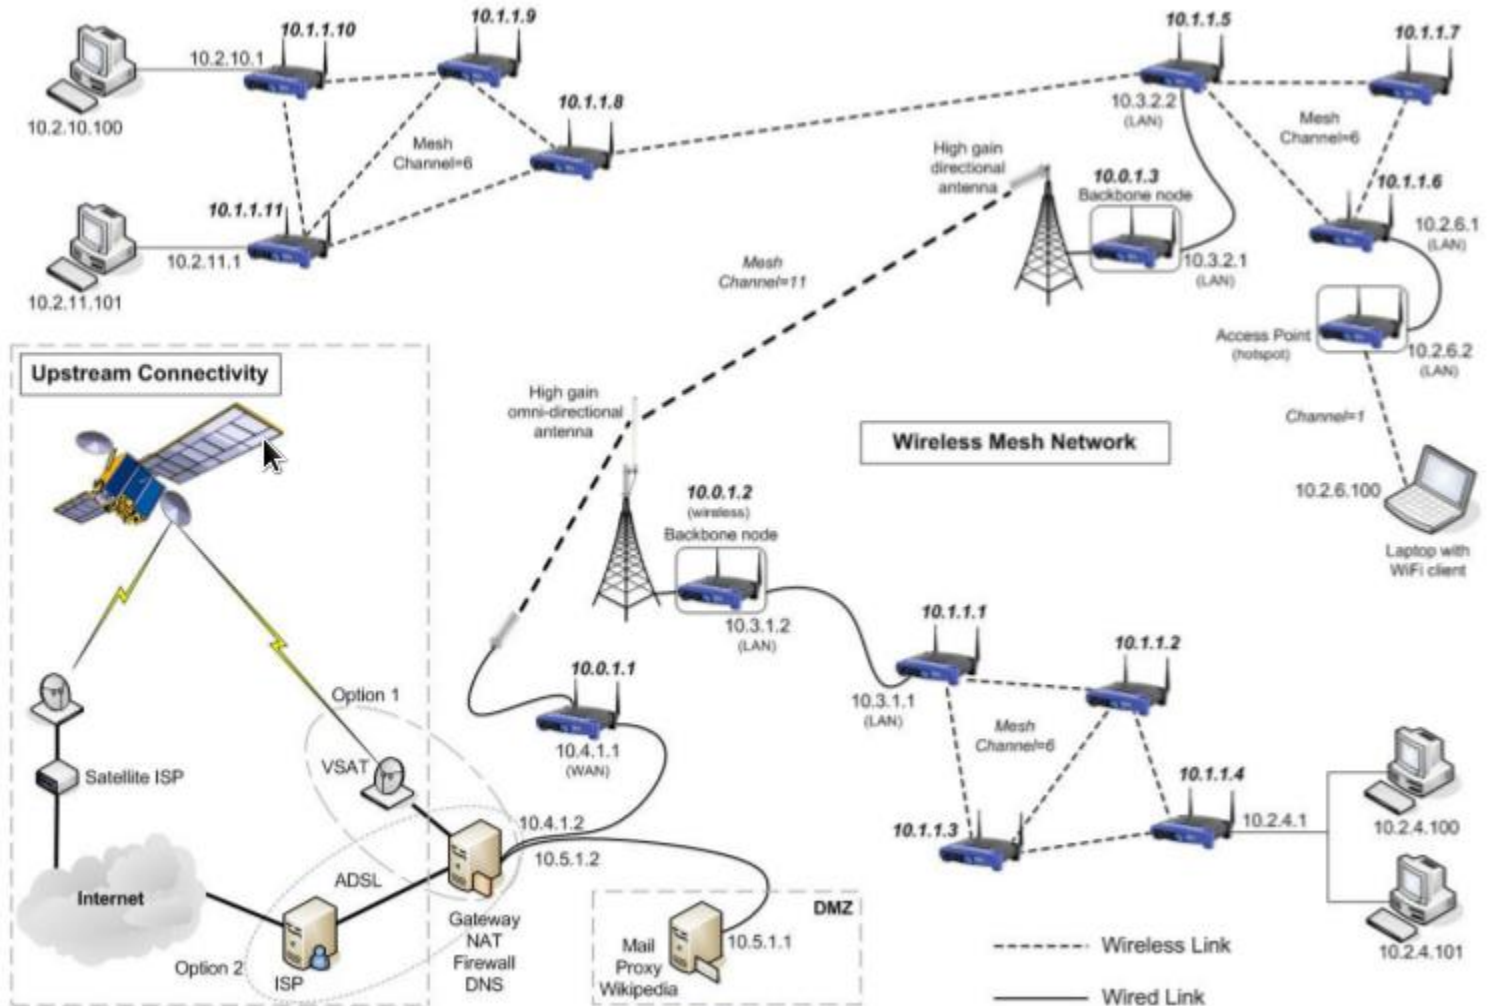 10.1.1.10
10.1.1.9
10.1.1.5
10.1.1.7
10.2.10.1
10.2.10.100
10.1.1.8
10.3.2.2
(LAN)
Mesh
Channel=6
Mesh
Channel=6
High gain
directional
antenna
10.0.1.3
Backbone node
10.1.1.6
10.1.1.11
10.2.6.1
(LAN)
10.2.11.1
10.2.11.101
Mesh
Channel=11
10.3.2.1
(LAN)
Access Point
(hotspot)
10.2.6.2
(LAN)
Upstream Connectivity
High gain
omni-directional
antenna
Channel=1
Wireless Mesh Network
10.0.1.2
(wireless)
Backbone node
10.2.6.100
Laptop with
WiFi client
10.3.1.2
(LAN)
10.1.1.1
10.1.1.2
10.0.1.1
Option 1
10.3.1.1
(LAN)
Mesh
Channel=6
10.4.1.1
(WAN)
VSAT
Satellite ISP
10.1.1.4
10.4.1.2
10.1.1.3
10.2.4.1
10.2.4.100
10.5.1.2
ADSL
Internet
Gateway
NAT
Firewall
DNS
DMZ
Mail
Proxy
Wikipedia
10.5.1.1
Wireless Link
10.2.4.101
Option 2
ISP
Wired Link